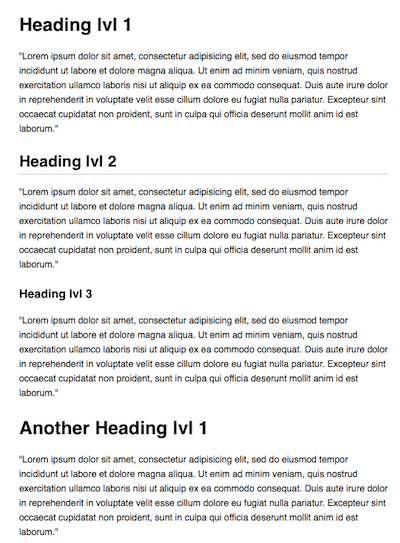 Heading lvl 1
"Lorem ipsum dolor sit amet, consectetur adipisicing elit, sed do eiusmod tempor
incididunt ut labore et dolore magna aliqua. Ut enim ad minim veniam, quis nostrud
exercitation ullamco laboris nisi ut aliquip ex ea commodo consequat. Duis aute irure dolor
in reprehenderit in voluptate velit esse cillum dolore eu fugiat nulla pariatur. Excepteur sint
occaecat cupidatat non proident, sunt in culpa qui officia deserunt mollit anim id est
laborum."
Heading lvl 2
"Lorem ipsum dolor sit amet, consectetur adipisicing elit, sed do eiusmod tempor
incididunt ut labore et dolore magna aliqua. Ut enim ad minim veniam, quis nostrud
exercitation ullamco laboris nisi ut aliquip ex ea commodo consequat. Duis aute irure dolor
in reprehenderit in voluptate velit esse cillum dolore eu fugiat nulla pariatur. Excepteur sint
occaecat cupidatat non proident, sunt in culpa qui officia deserunt mollit anim id est
laborum."
Heading lvl 3
"Lorem ipsum dolor sit amet, consectetur adipisicing elit, sed do eiusmod tempor
incididunt ut labore et dolore magna aliqua. Ut enim ad minim veniam, quis nostrud
exercitation ullamco laboris nisi ut aliquip ex ea commodo consequat. Duis aute irure dolor
in reprehenderit in voluptate velit esse cillum dolore eu fugiat nulla pariatur. Excepteur sint
occaecat cupidatat non proident, sunt in culpa qui officia deserunt mollit anim id est
laborum."
Another Heading lvl 1
"Lorem ipsum dolor sit amet, consectetur adipisicing elit, sed do eiusmod tempor
incididunt ut labore et dolore magna aliqua. Ut enim ad minim veniam, quis nostrud
exercitation ullamco laboris nisi ut aliquip ex ea commodo consequat. Duis aute irure dolor
in reprehenderit in voluptate velit esse cillum dolore eu fugiat nulla pariatur. Excepteur sint
occaecat cupidatat non proident, sunt in culpa qui officia deserunt mollit anim id est
laborum."